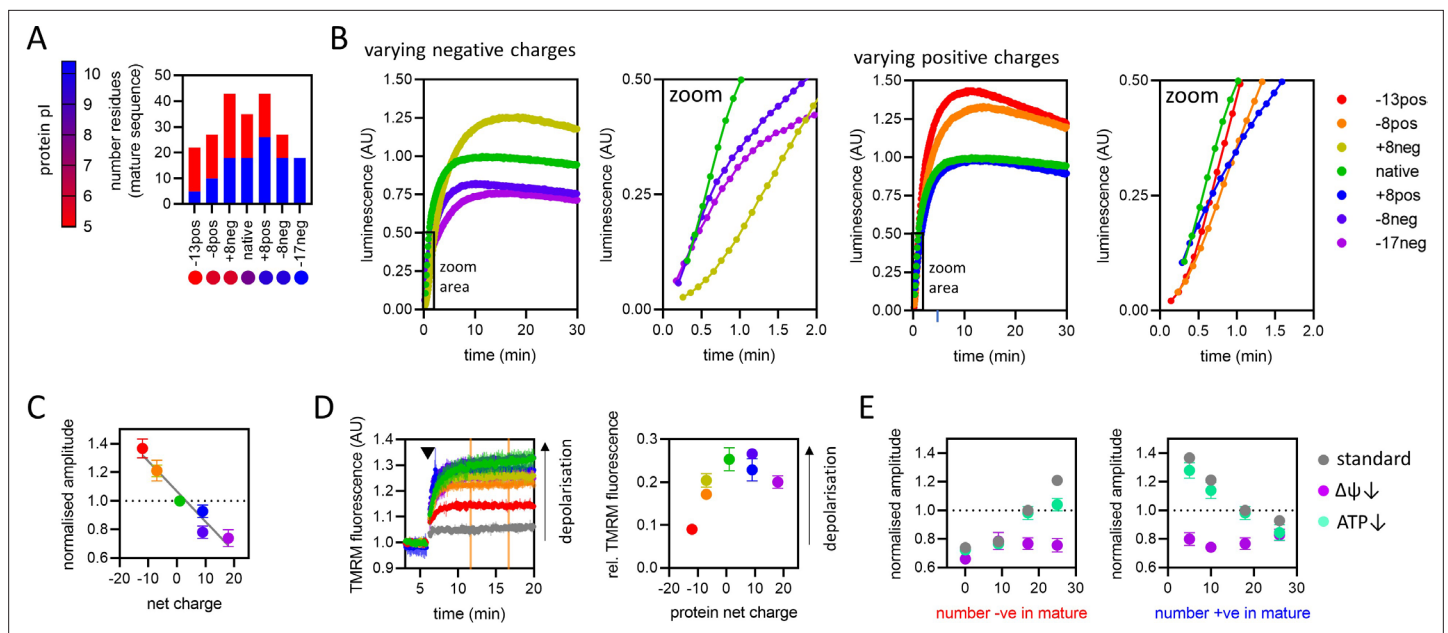 A
protein pI
10
9
8
7
6
5
number residues
(mature sequence)
50
40
30
20
10
0
-13pos
-8pos
+8neg
native
+8pos
-8neg
-17neg
B
varying negative charges
luminescence (AU)
1.50
1.25
1.00
0.75
0.50
0.25
0.00
zoom
area
0 10 20 30
time (min)
zoom
luminescence (AU)
0.50
0.25
0.00
0.0 0.5 1.0 1.5 2.0
time (min)
varying positive charges
luminescence (AU)
1.50
1.25
1.00
0.75
0.50
0.25
0.00
zoom
area
0 10 20 30
time (min)
zoom
luminescence (AU)
0.50
0.25
0.00
0.0 0.5 1.0 1.5 2.0
time (min)
-13pos
-8pos
+8neg
native
+8pos
-8neg
-17neg
C
normalised amplitude
1.4
1.2
1.0
0.8
0.6
-20 -10 0 10 20
net charge
D
TMRM fluorescence (AU)
1.4
1.3
1.2
1.1
1.0
0.9
5 10 15 20
time (min)
depolarisation
rel. TMRM fluorescence
0.3
0.2
0.1
0.0
-20 -10 0 10 20
protein net charge
depolarisation
E
normalised amplitude
1.4
1.2
1.0
0.8
0.6
0 10 20 30
number -ve in mature
normalised amplitude
1.4
1.2
1.0
0.8
0.6
0 10 20 30
number +ve in mature
standard
Δψ↓
ATP↓